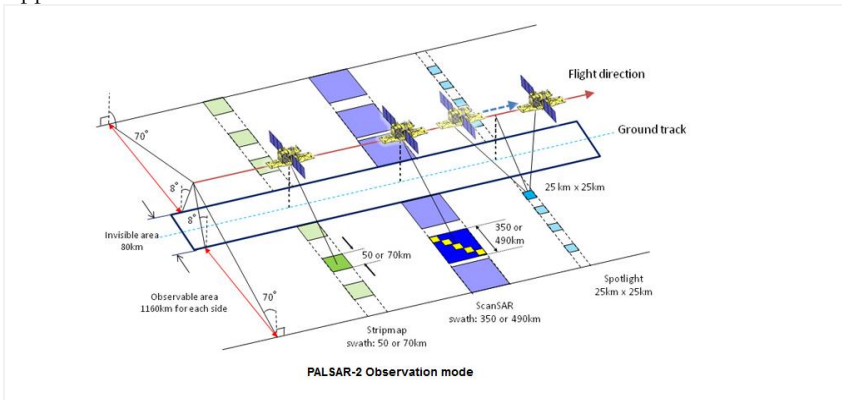 Flight direction
Ground track
70°
8°
8°
25 km x 25km
Invisible area
80km
350 or
490km
50 or 70km
Observable area
1160km for each side
70°
Spotlight
25km x 25km
ScanSAR
swath: 350 or 490km
Stripmap
swath: 50 or 70km
PALSAR-2 Observation mode